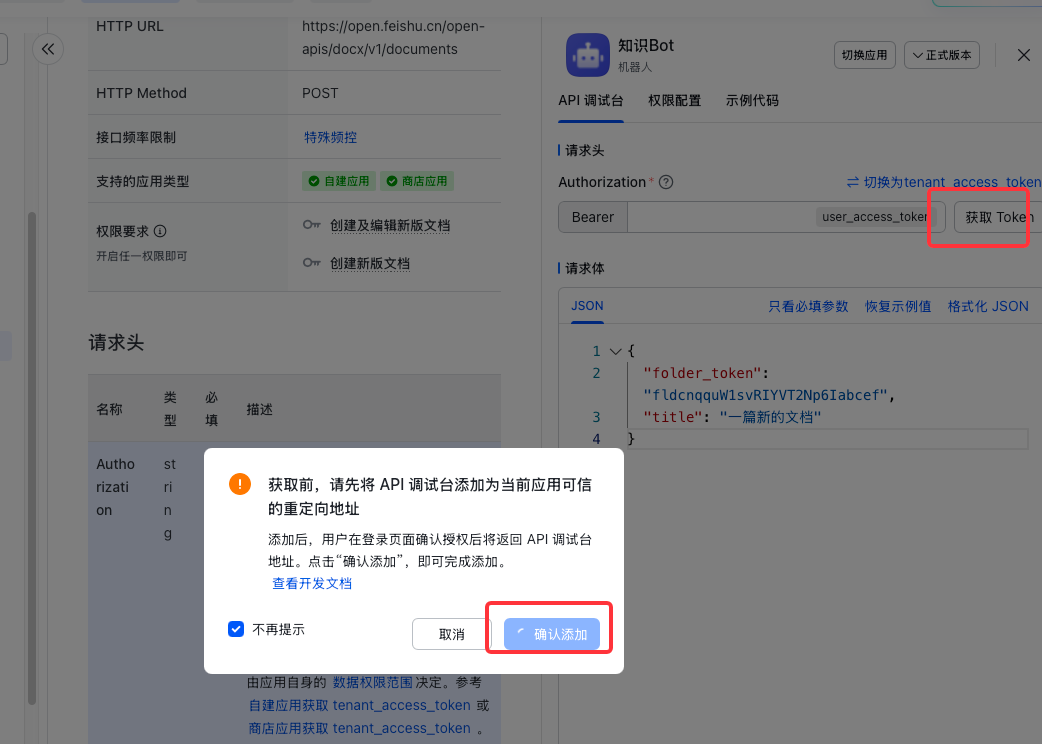 HTTP URL
https://open.feishu.cn/open-
apis/docx/v1/documents
HTTP Method
POST
接口频率限制
特殊频控
支持的应用类型
自建应用
商店应用
权限要求
开启任一权限即可
创建及编辑新版文档
创建新版文档
请求头
名称
类
型
必
填
描述
Autho
rizati
on
st
ri
n
g
由应用自身的 数据权限范围 决定。参考
自建应用获取 tenant_access_token 或
商店应用获取 tenant_access_token 。
知识Bot
机器人
切换应用
正式版本
API 调试台
权限配置
示例代码
请求头
Authorization *
切换为tenant_access_token
Bearer
user_access_token
获取 Token
请求体
JSON
只看必填参数
恢复示例值
格式化 JSON
1 {
2 "folder_token":
"fldcnqquW1svRIYVT2Np6Iabcef",
3 "title": "一篇新的文档"
4 }
获取前，请先将 API 调试台添加为当前应用可信
的重定向地址
添加后，用户在登录页面确认授权后将返回 API 调试台
地址。点击“确认添加”，即可完成添加。
查看开发文档
不再提示
取消
确认添加